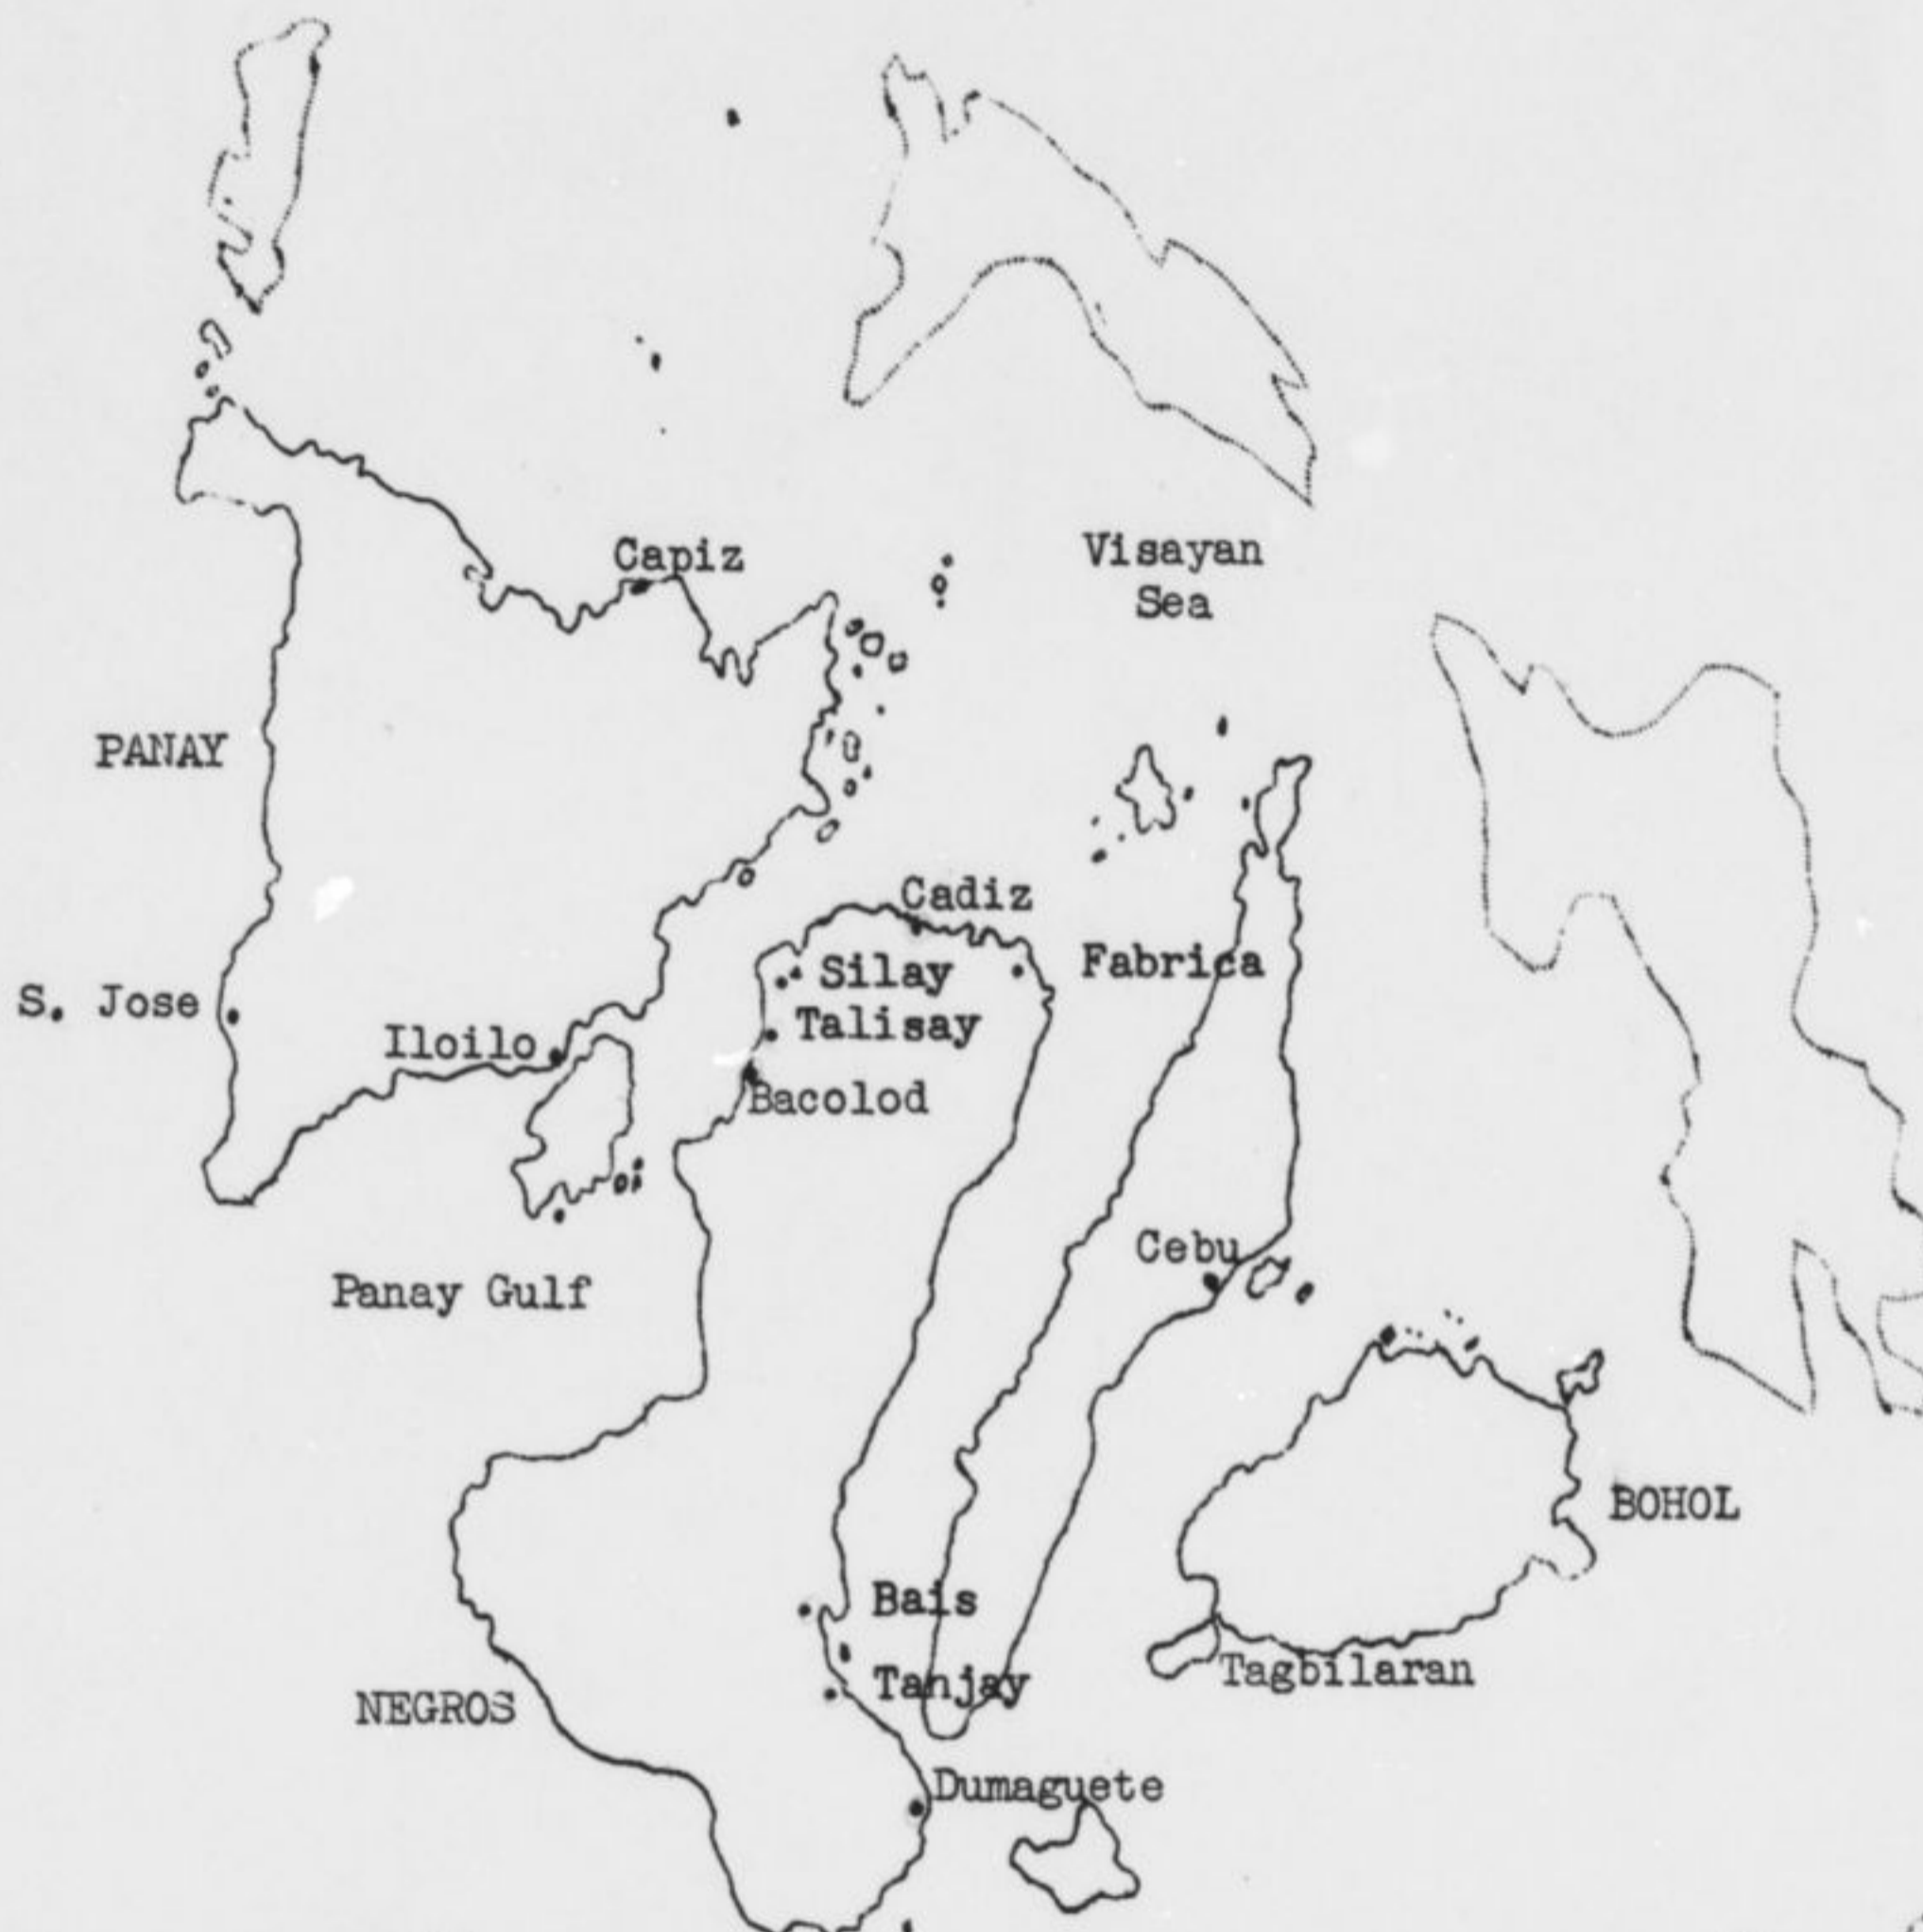 Capiz
Visayan
Sea
PANAY
Cadiz
Fabrica
Silay
S. Jose
Talisay
Iloilo
Bacolod
Cebu
Panay Gulf
BOHOL
Bais
Tagbilaran
Tanjay
NEGROS
Dumaguete